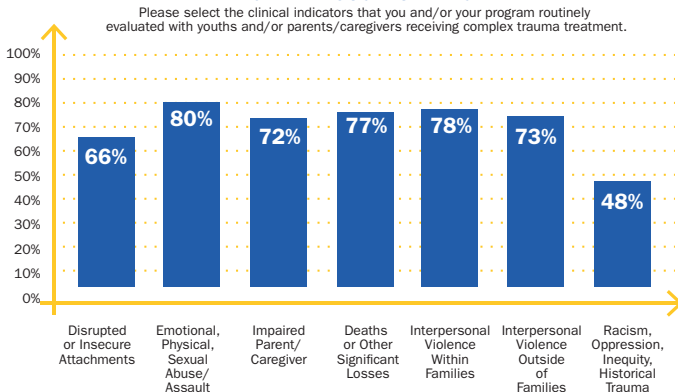 Please select the clinical indicators that you and/or your program routinely
evaluated with youths and/or parents/caregivers receiving complex trauma treatment.
100%
90%
80%
70%
60%
50%
40%
30%
20%
10%
0%
66%
80%
72%
77%
78%
73%
48%
Disrupted
or Insecure
Attachments
Emotional,
Physical,
Sexual
Abuse/
Assault
Impaired
Parent/
Caregiver
Deaths
or Other
Significant
Losses
Interpersonal
Violence
Within
Families
Interpersonal
Violence
Outside
of
Families
Racism,
Oppression,
Inequity,
Historical
Trauma